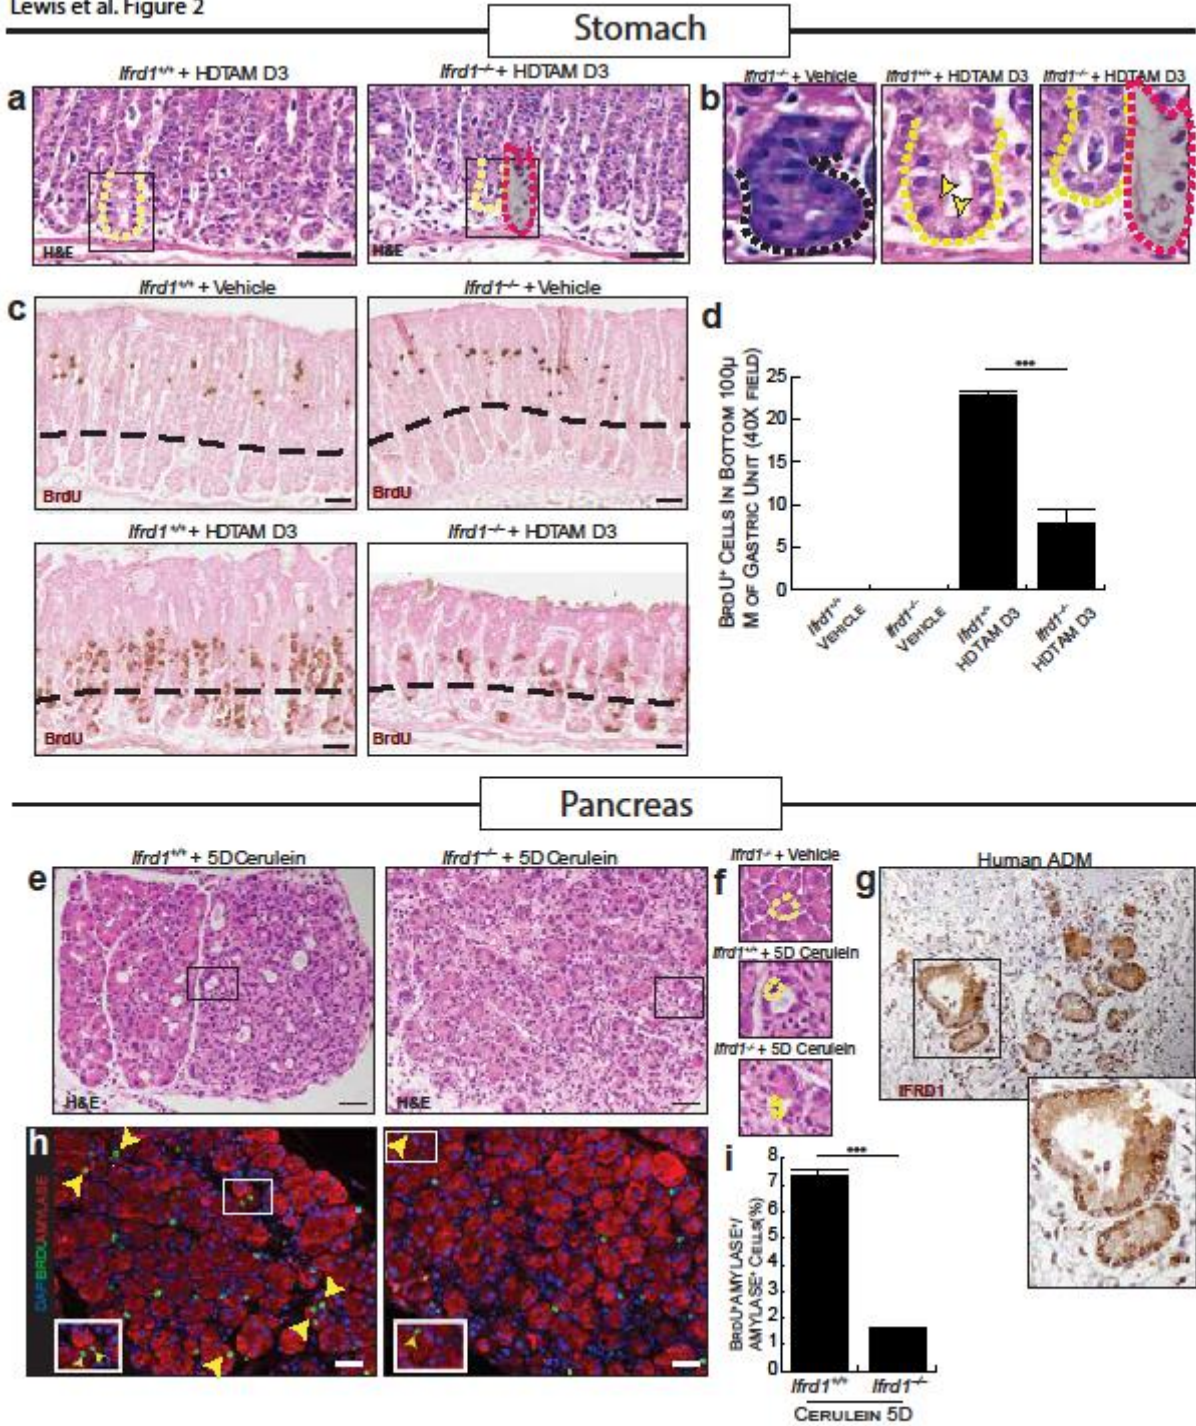 Lewis et al. Figure 2
Stomach
a
Ifrd1+/+ + HDTAM D3
Ifrd1–/– + HDTAM D3
H&E
H&E
b
Ifrd1–/– + Vehicle
Ifrd1+/+ + HDTAM D3
Ifrd1–/– + HDTAM D3
c
Ifrd1+/+ + Vehicle
Ifrd1–/– + Vehicle
BrdU
BrdU
Ifrd1+/+ + HDTAM D3
Ifrd1–/– + HDTAM D3
BrdU
BrdU
d
BRDU+ CELLS IN BOTTOM 100µ
M OF GASTRIC UNIT (40X FIELD)
25
20
15
10
5
0
***
Ifrd1+/+
VEHICLE
Ifrd1–/–
VEHICLE
Ifrd1+/+
HDTAM D3
Ifrd1–/–
HDTAM D3
Pancreas
e
Ifrd1+/+ + 5D Cerulein
Ifrd1–/– + 5D Cerulein
H&E
H&E
f
Ifrd1-/- + Vehicle
Ifrd1+/+ + 5D Cerulein
Ifrd1-/- + 5D Cerulein
g
Human ADM
IFRD1
h
DAPI BRDU AMYLASE
i
BRDU+AMYLASE+/
AMYLASE+ CELLS(%)
8
7
6
5
4
3
2
1
0
***
Ifrd1+/+
Ifrd1–/–
CERULEIN 5D